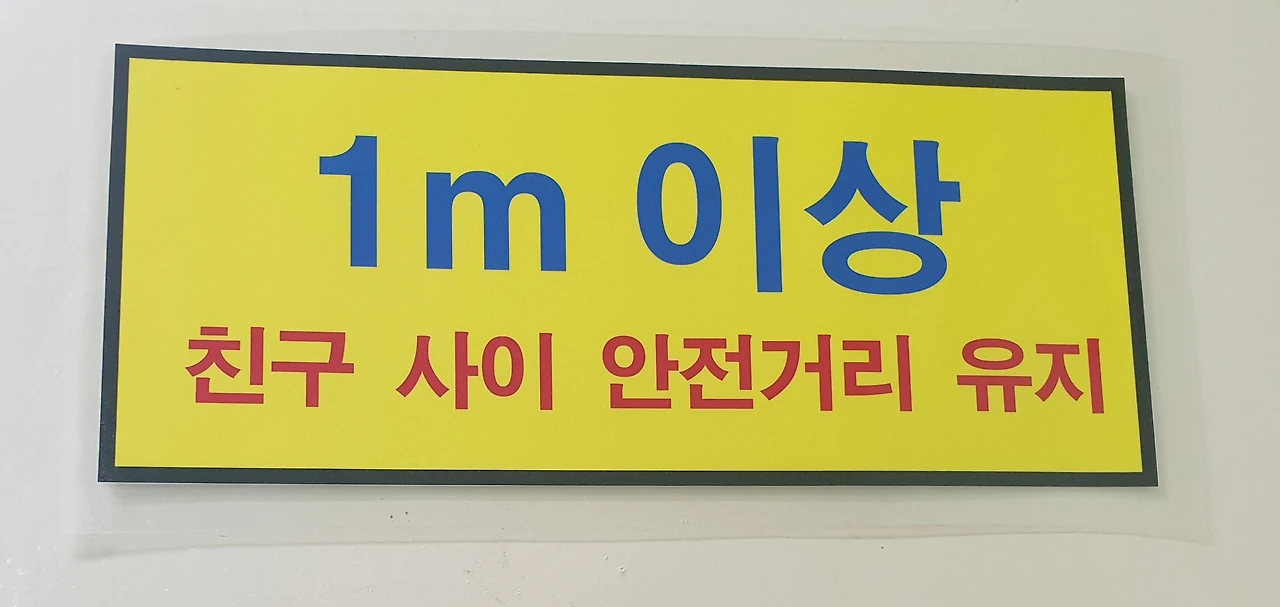 1m 이상
친구 사이 안전거리 유지